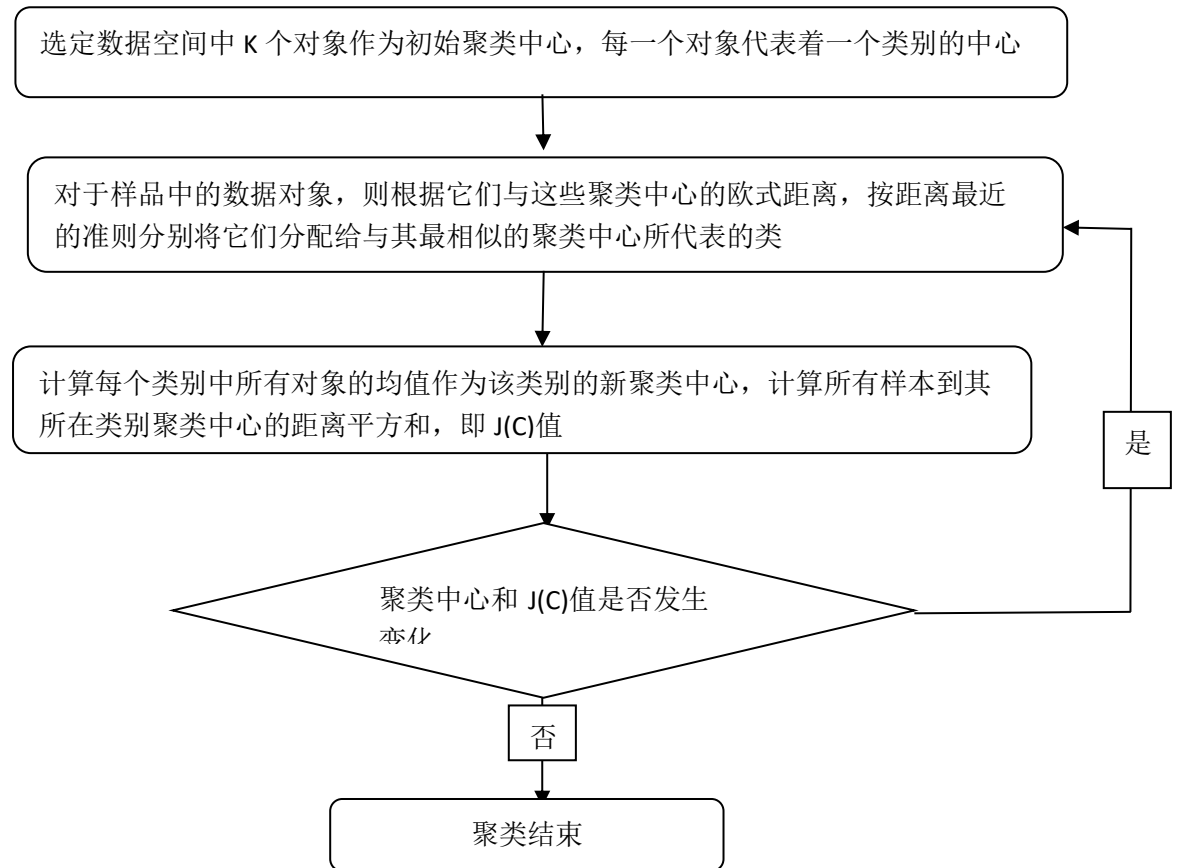 选定数据空间中 K 个对象作为初始聚类中心，每一个对象代表着一个类别的中心
对于样品中的数据对象，则根据它们与这些聚类中心的欧式距离，按距离最近
的准则分别将它们分配给与其最相似的聚类中心所代表的类
计算每个类别中所有对象的均值作为该类别的新聚类中心，计算所有样本到其
所在类别聚类中心的距离平方和，即 J(C)值
是
聚类中心和 J(C)值是否发生
变化
否
聚类结束